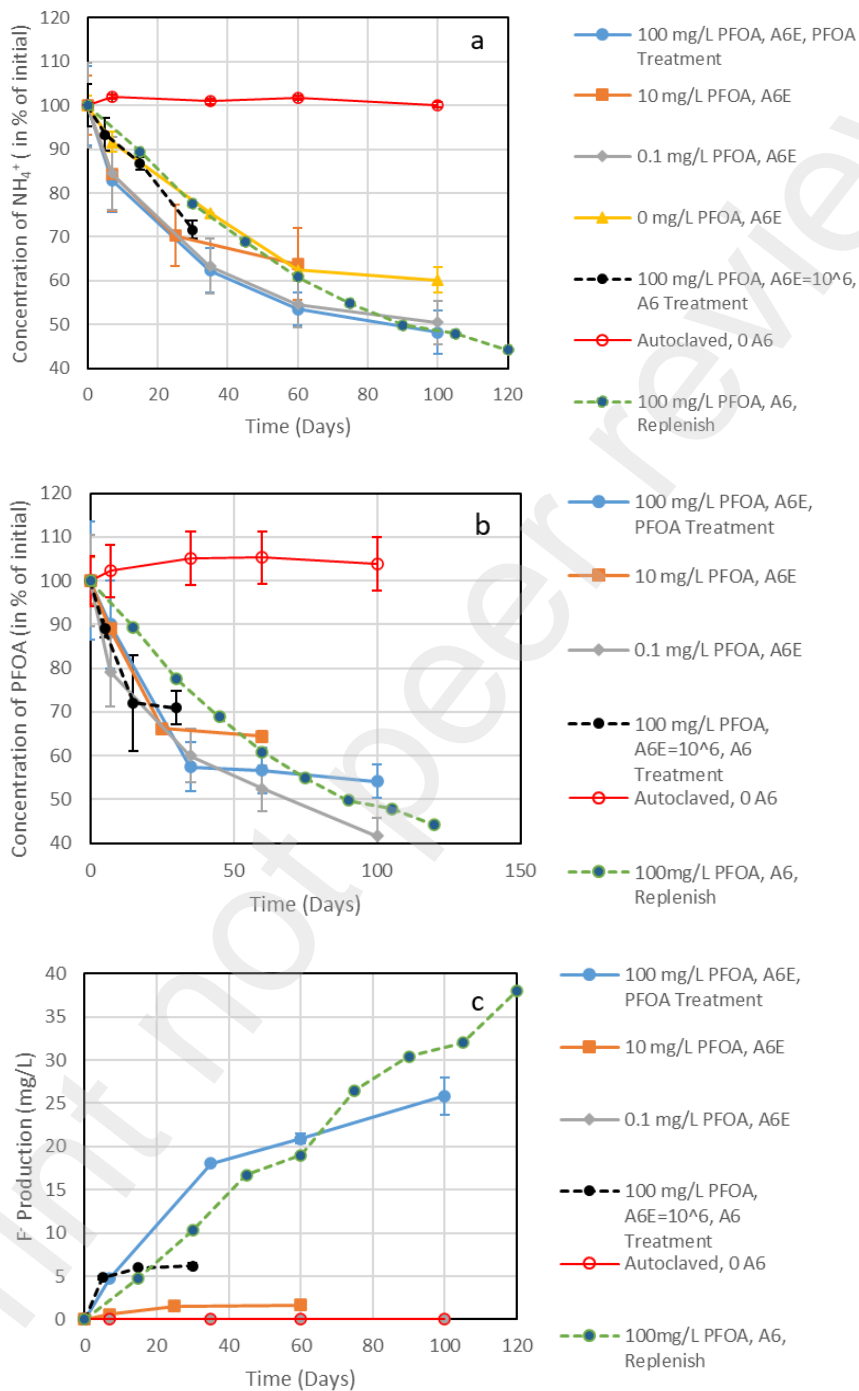 a
Concentration of NH₄⁺ ( in % of initial)
120
110
100
90
80
70
60
50
40
0
20
40
60
80
100
120
Time (Days)
100 mg/L PFOA, A6E, PFOA
Treatment
10 mg/L PFOA, A6E
0.1 mg/L PFOA, A6E
0 mg/L PFOA, A6E
100 mg/L PFOA, A6E=10^6,
A6 Treatment
Autoclaved, 0 A6
100 mg/L PFOA, A6,
Replenish
b
Concentration of PFOA (in % of initial)
120
110
100
90
80
70
60
50
40
0
50
100
150
Time (Days)
100 mg/L PFOA, A6E,
PFOA Treatment
10 mg/L PFOA, A6E
0.1 mg/L PFOA, A6E
100 mg/L PFOA,
A6E=10^6, A6
Treatment
Autoclaved, 0 A6
100mg/L PFOA, A6,
Replenish
c
F⁻ Production (mg/L)
40
35
30
25
20
15
10
5
0
0
20
40
60
80
100
120
Time (Days)
100 mg/L PFOA, A6E,
PFOA Treatment
10 mg/L PFOA, A6E
0.1 mg/L PFOA, A6E
100 mg/L PFOA,
A6E=10^6, A6
Treatment
Autoclaved, 0 A6
100mg/L PFOA, A6,
Replenish
int not peer review